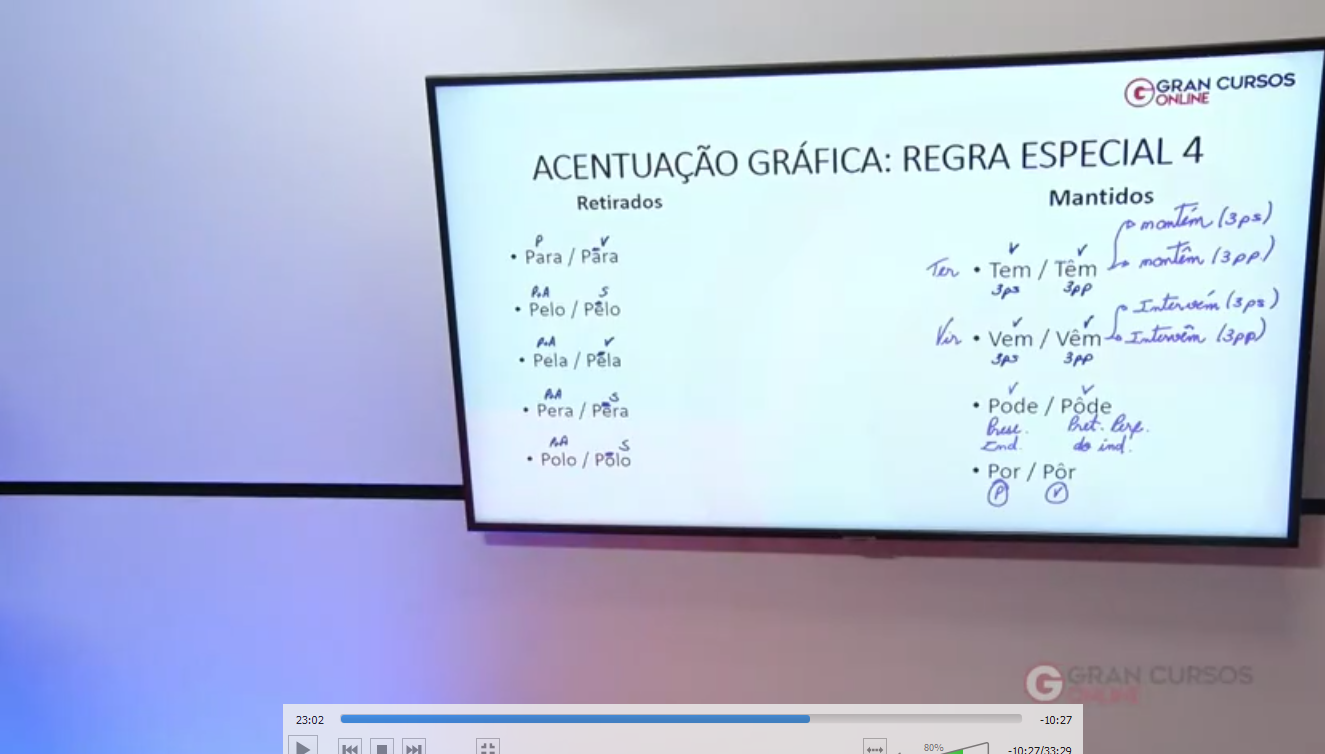 GRAN CURSOS
ONLINE
ACENTUAÇÃO GRÁFICA: REGRA ESPECIAL 4
Retirados
P V
• Para / Pára
P.A S
• Pelo / Pêlo
P.A V
• Pela / Péla
P.A S
• Pera / Pêra
P.A S
• Polo / Pólo
Mantidos
mantém (3ps)
V V
Ter • Tem / Têm mantêm (3pp)
3ps 3pp
Intervém (3ps)
V V
Vir • Vem / Vêm Intervêm (3pp)
3ps 3pp
V V
• Pode / Pôde
Pres. Pret. Perf.
Ind. do ind.
• Por / Pôr
P V
GRAN CURSOS
ONLINE
23:02 -10:27
80% -10:27/33:29